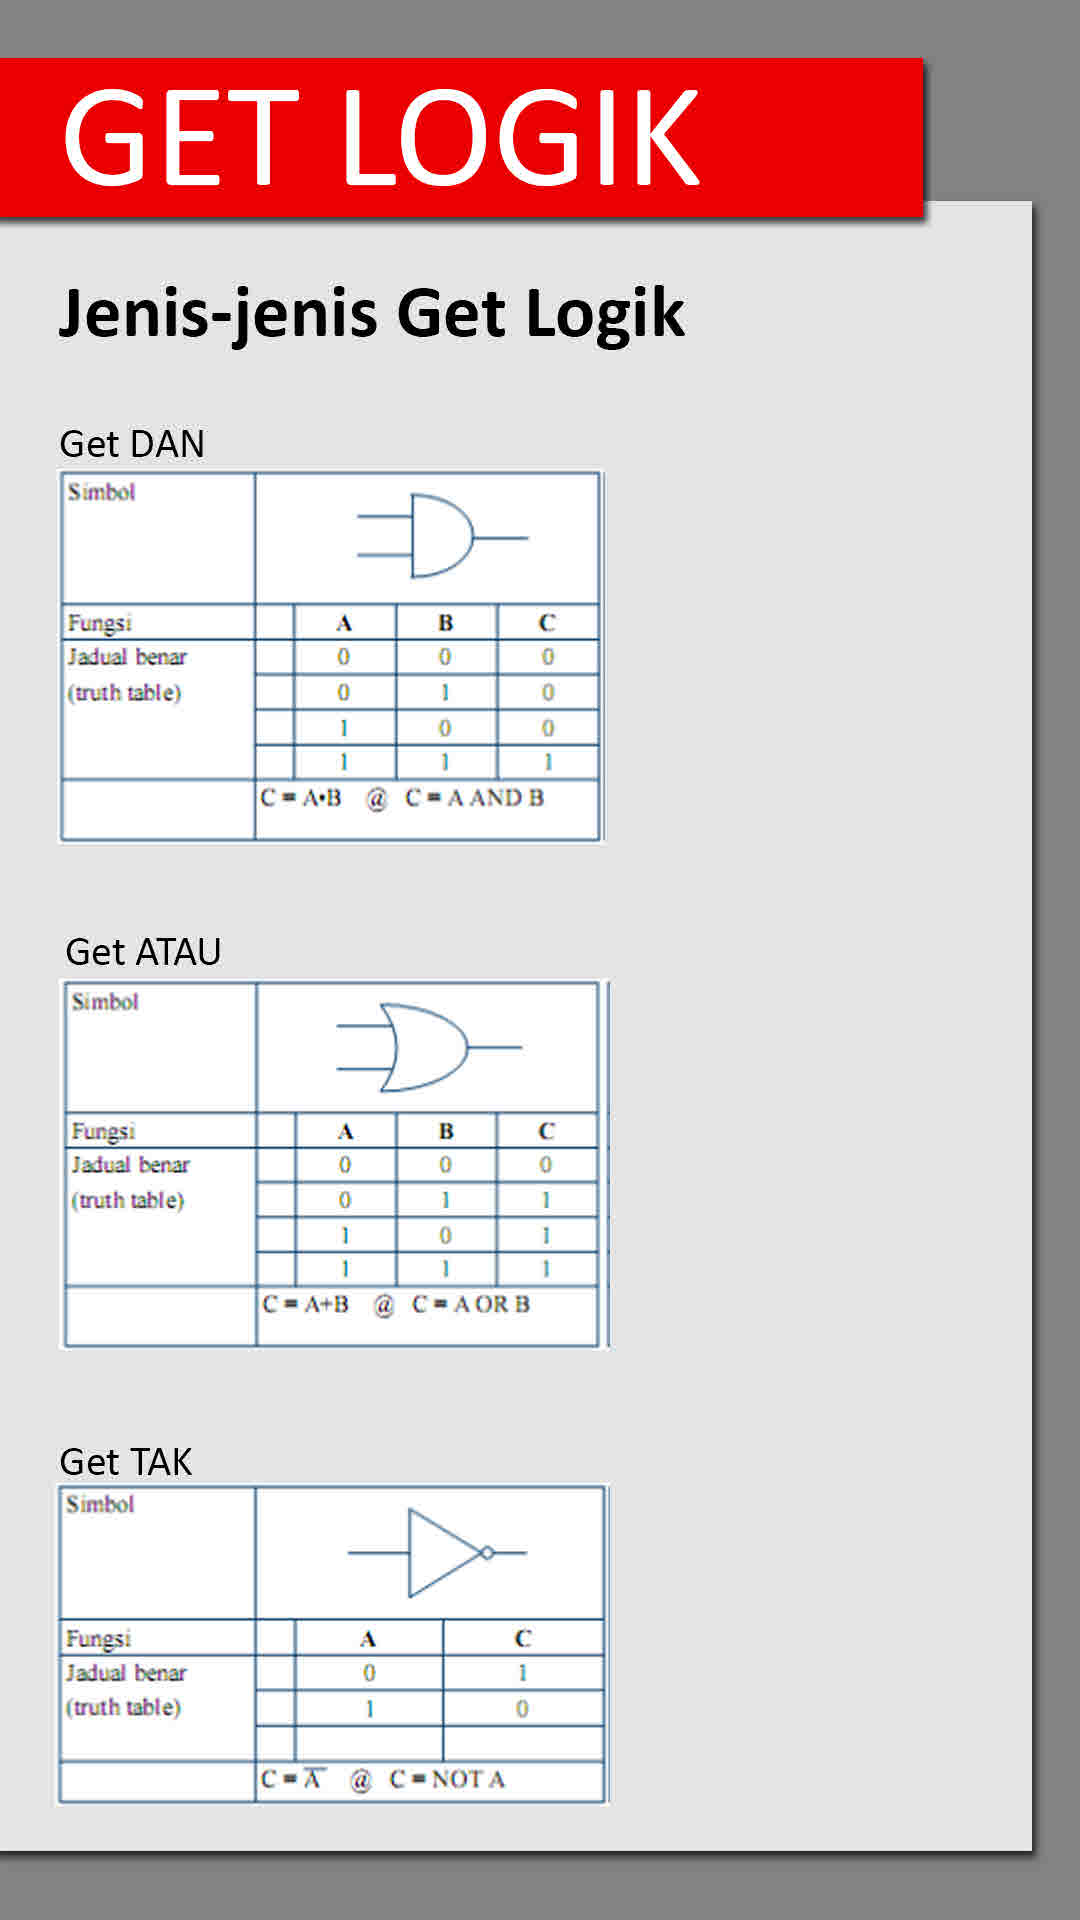 GET LOGIK
Jenis-jenis Get Logik
Get DAN
Simbol
Fungsi A B C
Jadual benar 0 0 0
(truth table) 0 1 0
1 0 0
1 1 1
C = A•B @ C = A AND B
Get ATAU
Simbol
Fungsi A B C
Jadual benar 0 0 0
(truth table) 0 1 1
1 0 1
1 1 1
C = A+B @ C = A OR B
Get TAK
Simbol
Fungsi A C
Jadual benar 0 1
(truth table) 1 0
C = A̅ @ C = NOT A